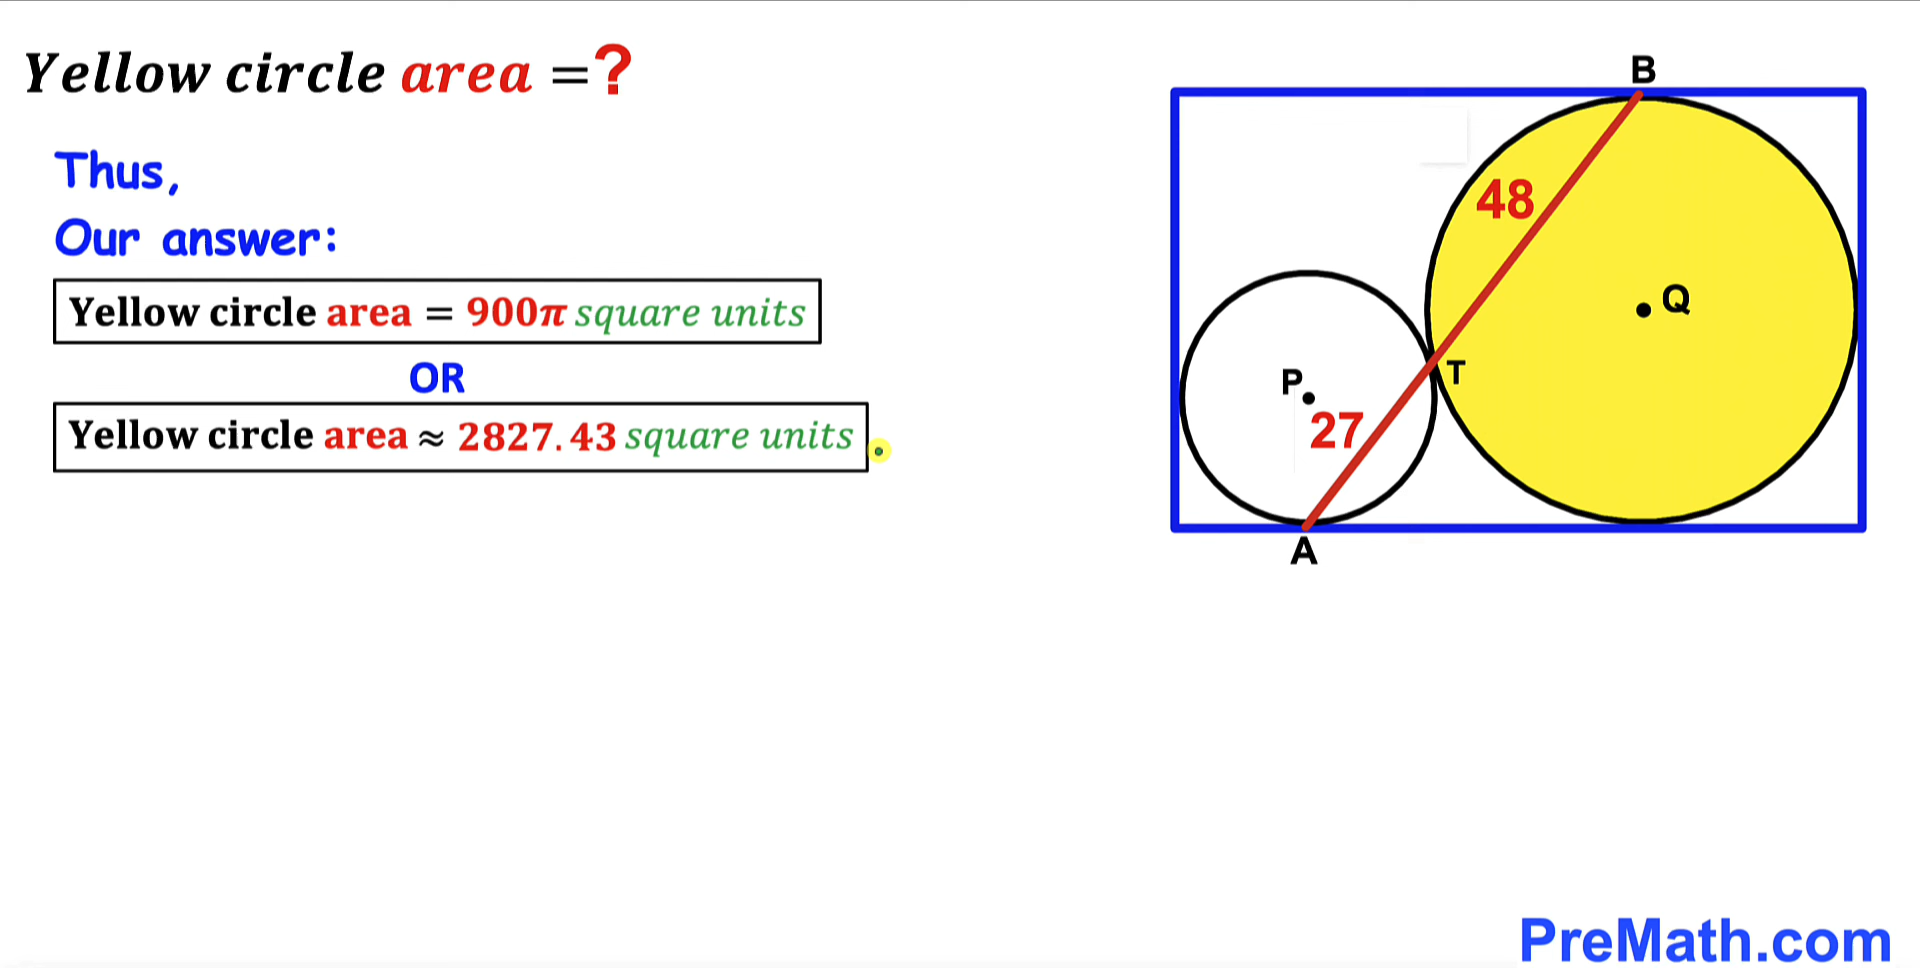 Yellow circle area =?
Thus,
Our answer:
Yellow circle area = 900π square units
OR
Yellow circle area ≈ 2827.43 square units
B
48
Q
T
P
27
A
PreMath.com